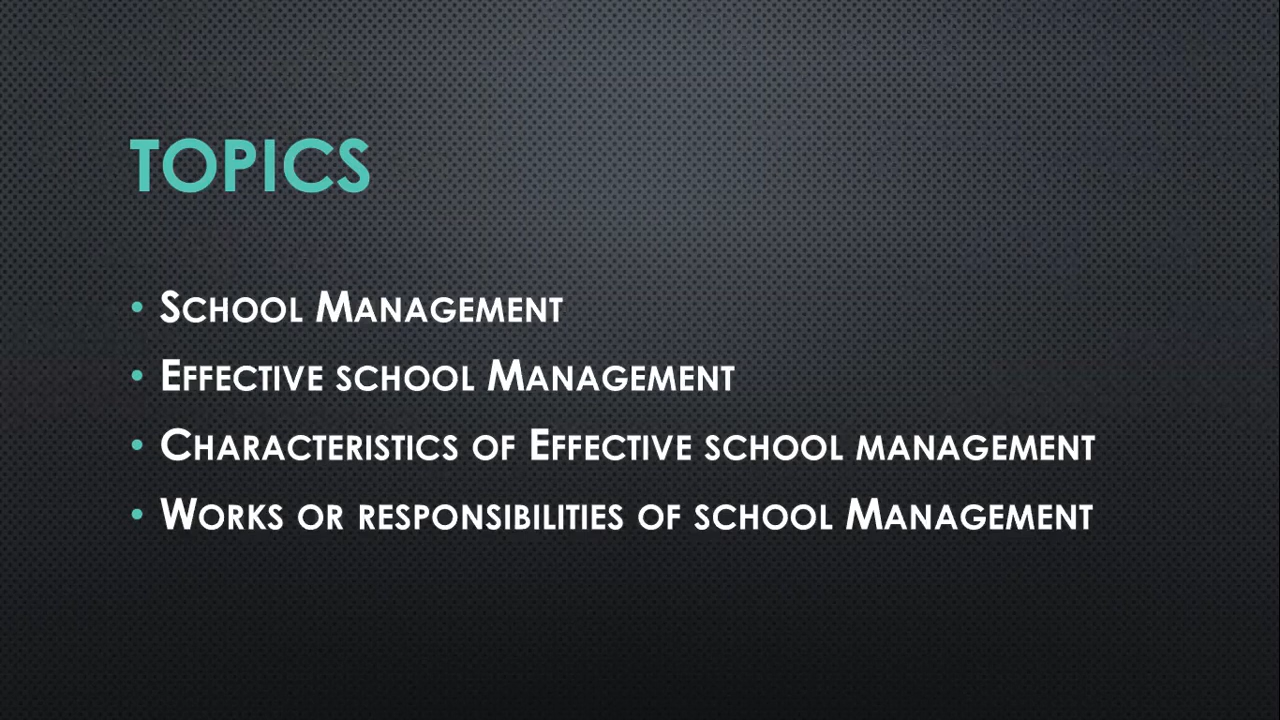 TOPICS
• School Management
• Effective school Management
• Characteristics of Effective school management
• Works or responsibilities of school Management